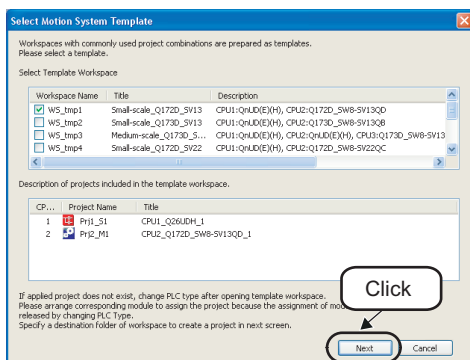 Select Motion System Template
Workspaces with commonly used project combinations are prepared as templates.
Please select a template.
Select Template Workspace
Workspace Name Title Description
WS_tmp1 Small-scale_Q172D_SV13 CPU1:QnUD(E)(H), CPU2:Q172D_SW8-SV13QD
WS_tmp2 Small-scale_Q173D_SV13 CPU1:QnUD(E)(H), CPU2:Q173D_SW8-SV13QB
WS_tmp3 Medium-scale_Q173D_S... CPU1:QnUD(E)(H), CPU2:QnUD(E)(H), CPU3:Q173D_SW8-SV13
WS_tmp4 Small-scale_Q172D_SV22 CPU1:QnUD(E)(H), CPU2:Q172D_SW8-SV22QC
Description of projects included in the template workspace.
CP... Project Name Title
1 Prj1_S1 CPU1_Q26UDH_1
2 Prj2_M1 CPU2_Q172D_SW8-SV13QD_1
If applied project does not exist, change PLC type after opening template workspace.
Please arrange corresponding module to assign the project because the assignment of
released by changing PLC Type.
Specify a destination folder of workspace to create a project in next screen.
Click
Next Cancel